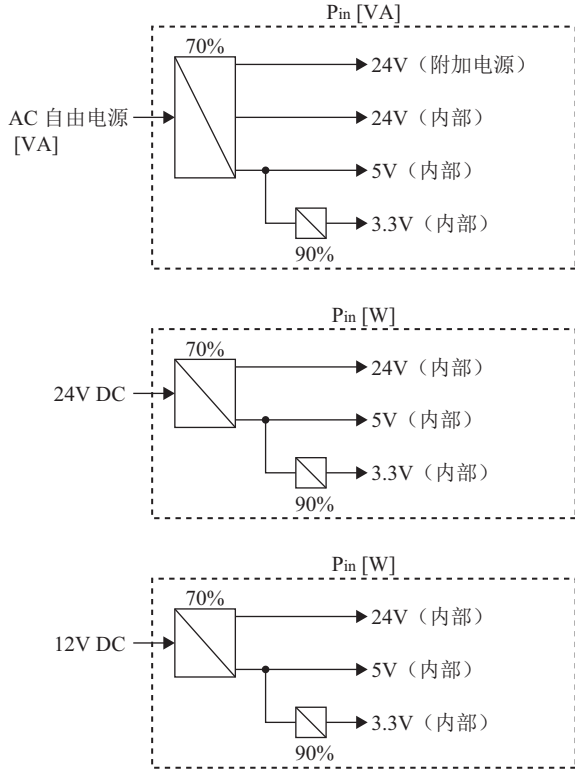 Pin [VA]
70%
24V（附加电源）
AC 自由电源
[VA]
24V（内部）
5V（内部）
3.3V（内部）
90%
Pin [W]
70%
24V（内部）
24V DC
5V（内部）
3.3V（内部）
90%
Pin [W]
70%
24V（内部）
12V DC
5V（内部）
3.3V（内部）
90%